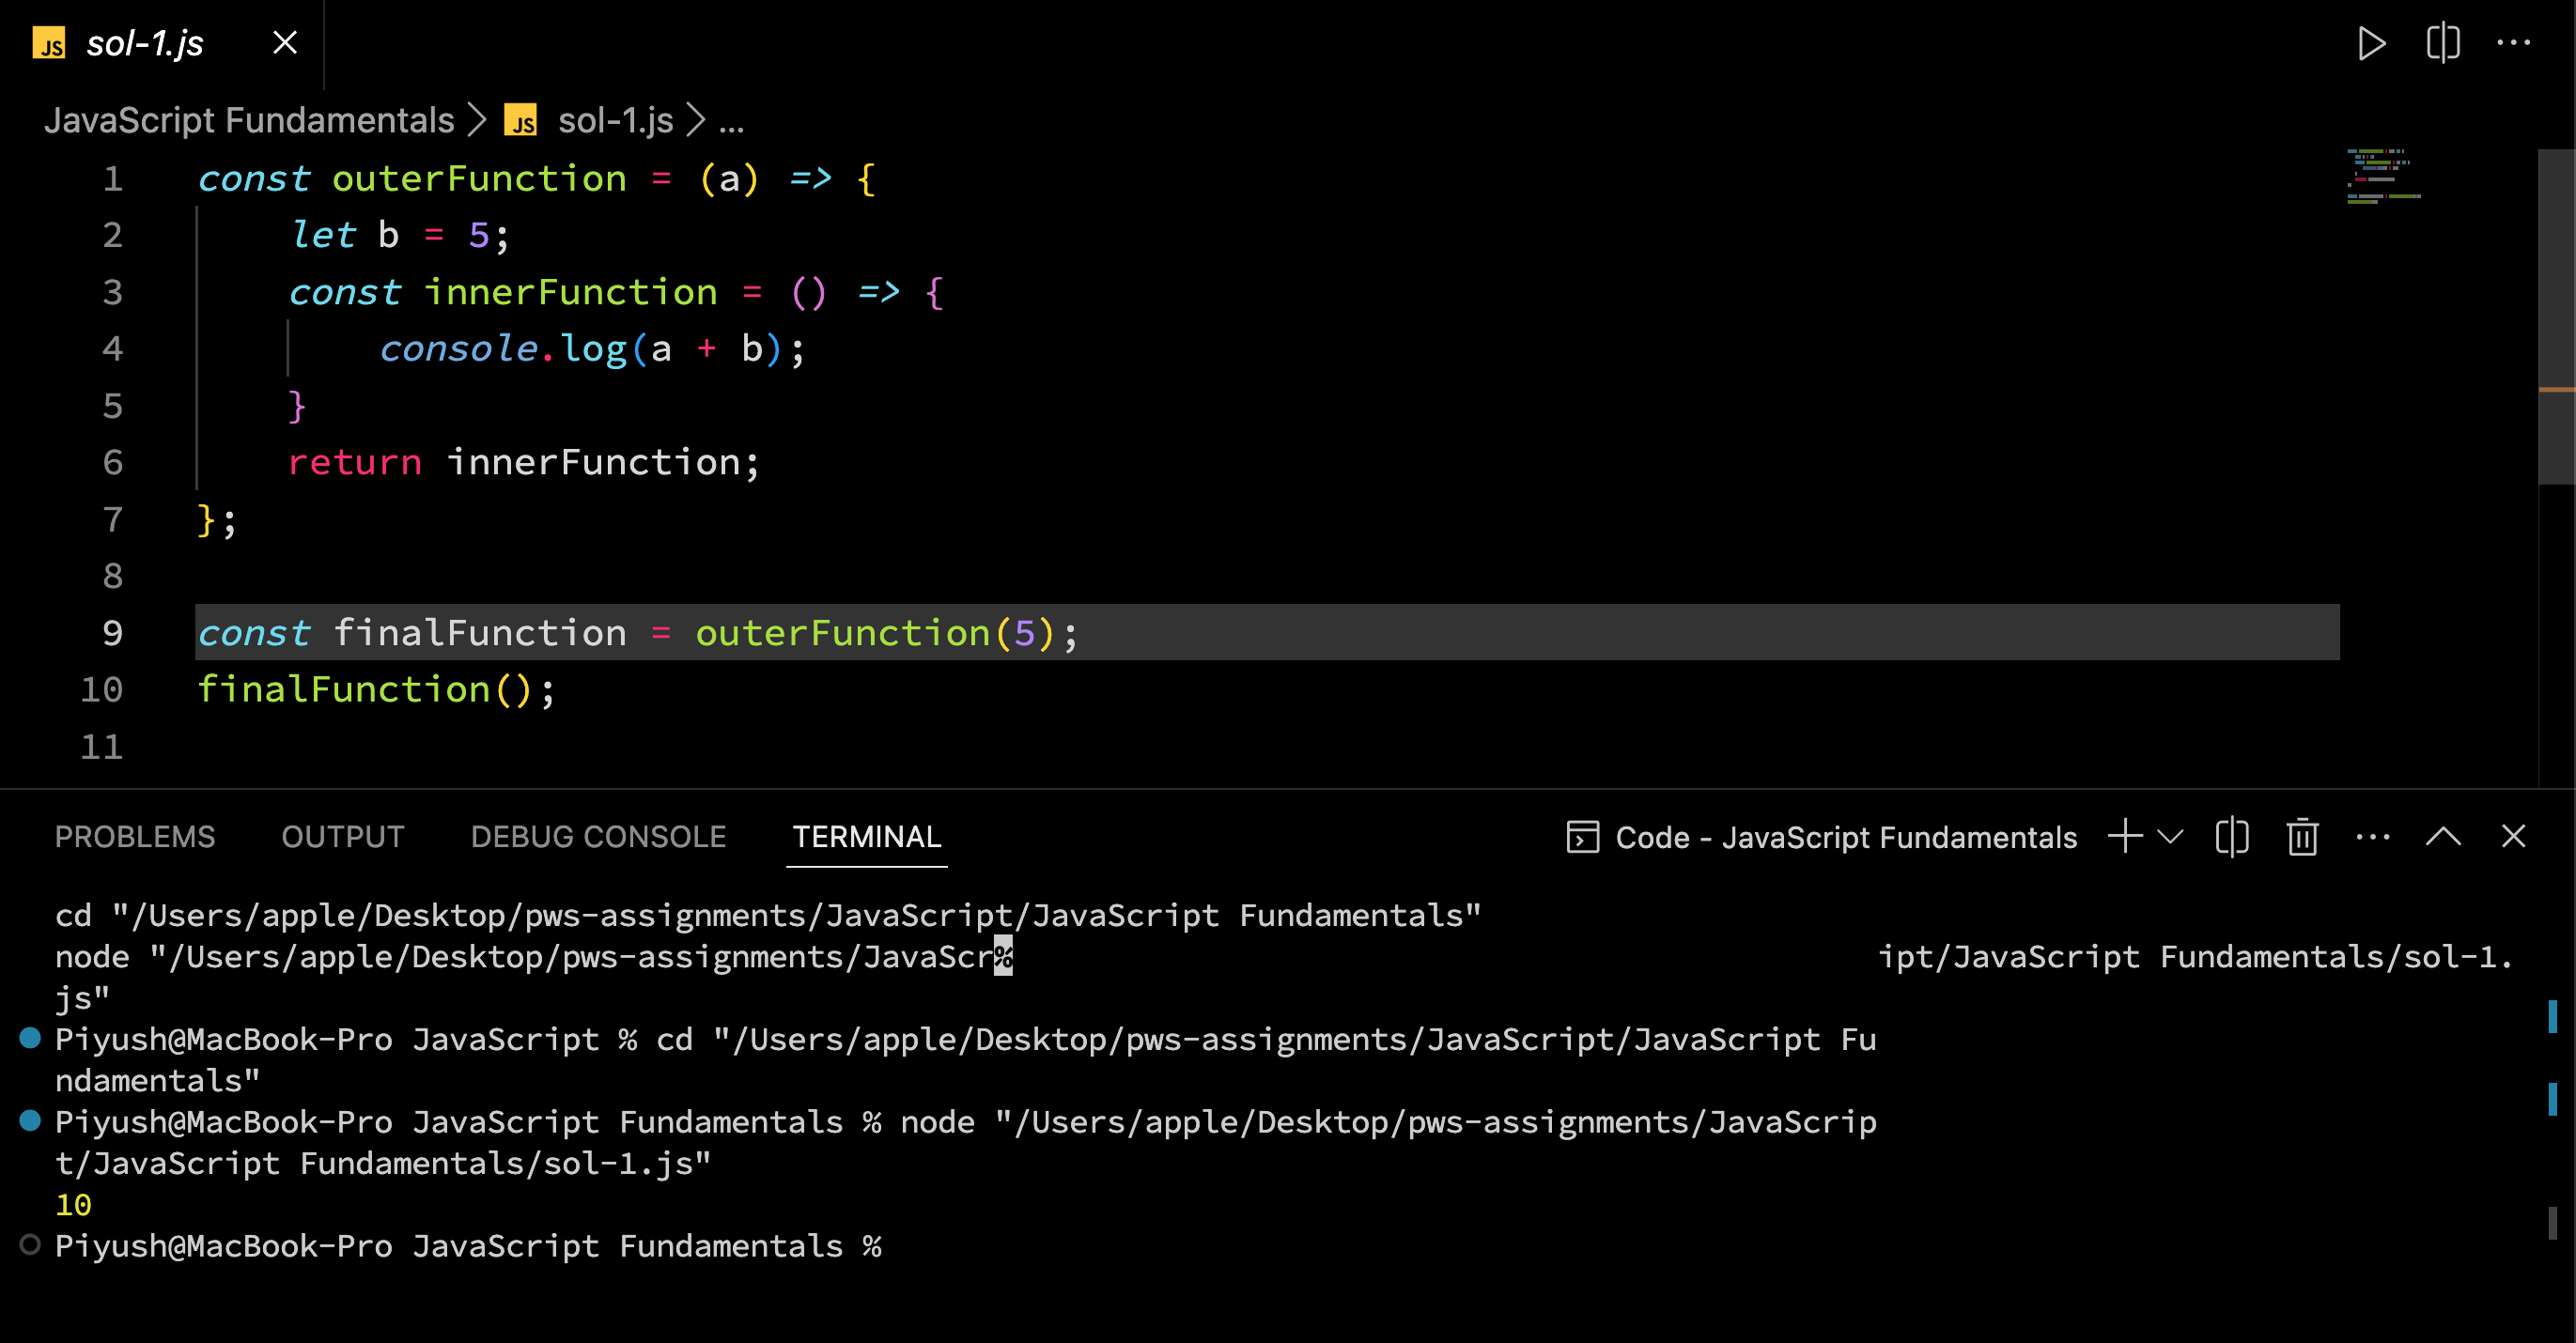 JS sol-1.js
JavaScript Fundamentals > JS sol-1.js > ...
1 const outerFunction = (a) => {
2 let b = 5;
3 const innerFunction = () => {
4 console.log(a + b);
5 }
6 return innerFunction;
7 };
8
9 const finalFunction = outerFunction(5);
10 finalFunction();
11
PROBLEMS OUTPUT DEBUG CONSOLE TERMINAL Code - JavaScript Fundamentals
cd "/Users/apple/Desktop/pws-assignments/JavaScript/JavaScript Fundamentals"
node "/Users/apple/Desktop/pws-assignments/JavaScr% ipt/JavaScript Fundamentals/sol-1.
js"
Piyush@MacBook-Pro JavaScript % cd "/Users/apple/Desktop/pws-assignments/JavaScript/JavaScript Fu
ndamentals"
Piyush@MacBook-Pro JavaScript Fundamentals % node "/Users/apple/Desktop/pws-assignments/JavaScrip
t/JavaScript Fundamentals/sol-1.js"
10
Piyush@MacBook-Pro JavaScript Fundamentals %